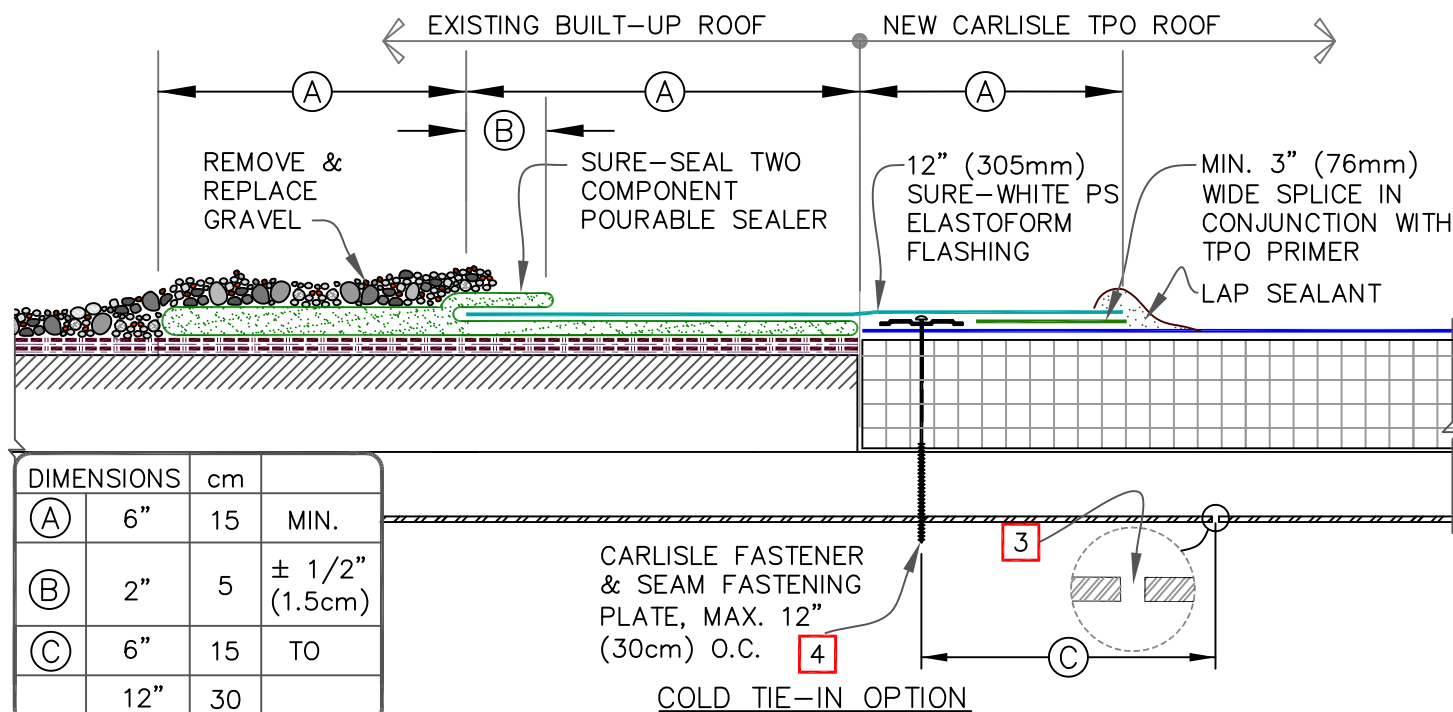 EXISTING BUILT-UP ROOF
NEW CARLISLE TPO ROOF
A
A
A
B
REMOVE &
REPLACE
GRAVEL
SURE-SEAL TWO
COMPONENT
POURABLE SEALER
12" (305mm)
SURE-WHITE PS
ELASTOFORM
FLASHING
MIN. 3" (76mm)
WIDE SPLICE IN
CONJUNCTION WITH
TPO PRIMER
LAP SEALANT
DIMENSIONS cm
A 6" 15 MIN.
B 2" 5 ± 1/2"
(1.5cm)
C 6" 15 TO
12" 30
CARLISLE FASTENER
& SEAM FASTENING
PLATE, MAX. 12"
(30cm) O.C.
4
3
C
COLD TIE-IN OPTION